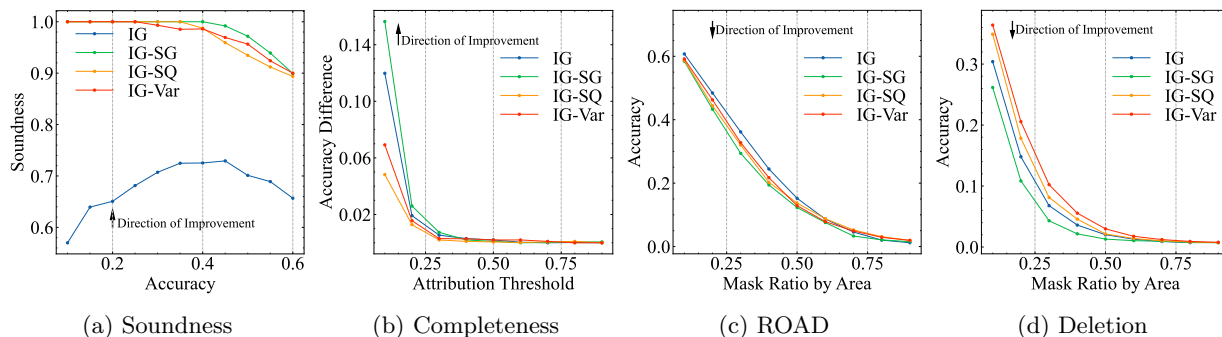 1.0
0.9
0.8
0.7
0.6
Soundness
IG
IG-SG
IG-SQ
IG-Var
Direction of Improvement
0.2
0.4
0.6
Accuracy
(a) Soundness
0.14
0.10
0.06
0.02
Accuracy Difference
Direction of Improvement
IG
IG-SG
IG-SQ
IG-Var
0.25
0.50
0.75
Attribution Threshold
(b) Completeness
0.6
0.4
0.2
0.0
Accuracy
Direction of Improvement
IG
IG-SG
IG-SQ
IG-Var
0.25
0.50
0.75
Mask Ratio by Area
(c) ROAD
0.3
0.2
0.1
0.0
Accuracy
Direction of Improvement
IG
IG-SG
IG-SQ
IG-Var
0.25
0.50
0.75
Mask Ratio by Area
(d) Deletion